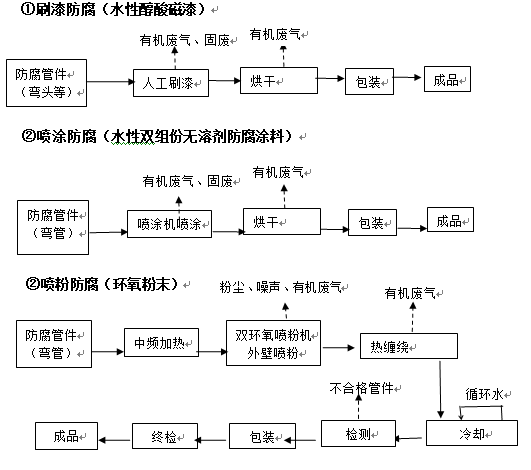 ①刷漆防腐（水性醇酸磁漆）
有机废气、固废
有机废气
防腐管件
（弯头等）
人工刷漆
烘干
包装
成品
②喷涂防腐（水性双组份无溶剂防腐涂料）
有机废气、固废
有机废气
防腐管件
（弯管）
喷涂机喷涂
烘干
包装
成品
②喷粉防腐（环氧粉末）
粉尘、噪声、有机废气
有机废气
防腐管件
（弯管）
中频加热
双环氧喷粉机
外壁喷粉
热缠绕
不合格管件
循环水
成品
终检
包装
检测
冷却